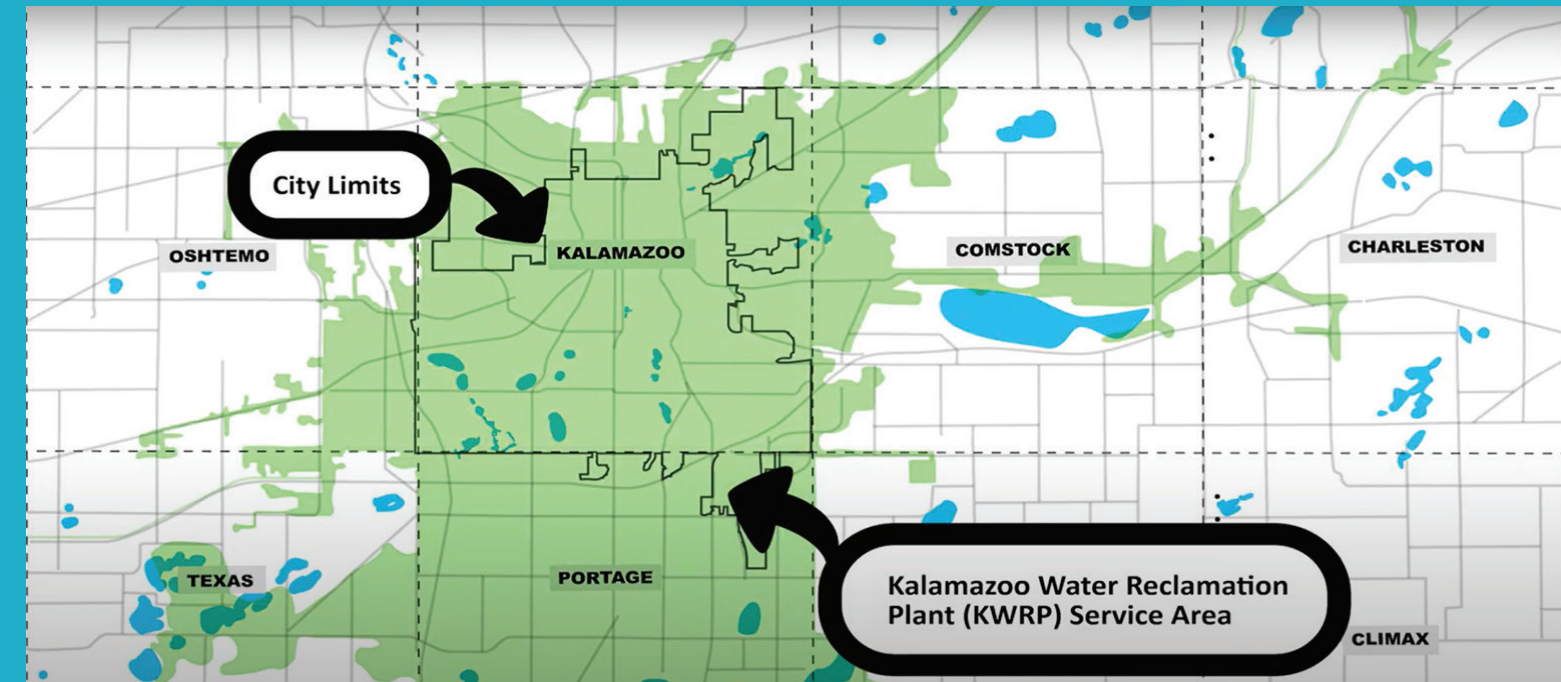 City Limits
OSHTEMO
KALAMAZOO
COMSTOCK
CHARLESTON
TEXAS
PORTAGE
Kalamazoo Water Reclamation
Plant (KWRP) Service Area
CLIMAX